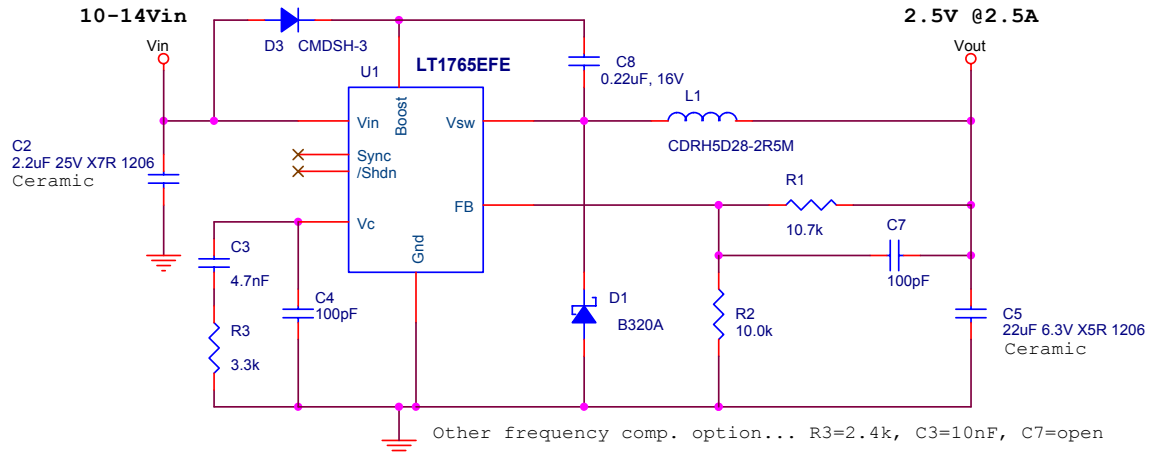 10-14Vin
2.5V @2.5A
Vin
D3 CMDSH-3
U1
LT1765EFE
C8
0.22uF, 16V
Vout
L1
CDRH5D28-2R5M
C2
2.2uF 25V X7R 1206
Ceramic
Vin
Boost
Vsw
Sync
/Shdn
FB
Vc
Gnd
R1
10.7k
C7
100pF
C3
4.7nF
C4
100pF
R3
3.3k
D1
B320A
R2
10.0k
C5
22uF 6.3V X5R 1206
Ceramic
Other frequency comp. option... R3=2.4k, C3=10nF, C7=open